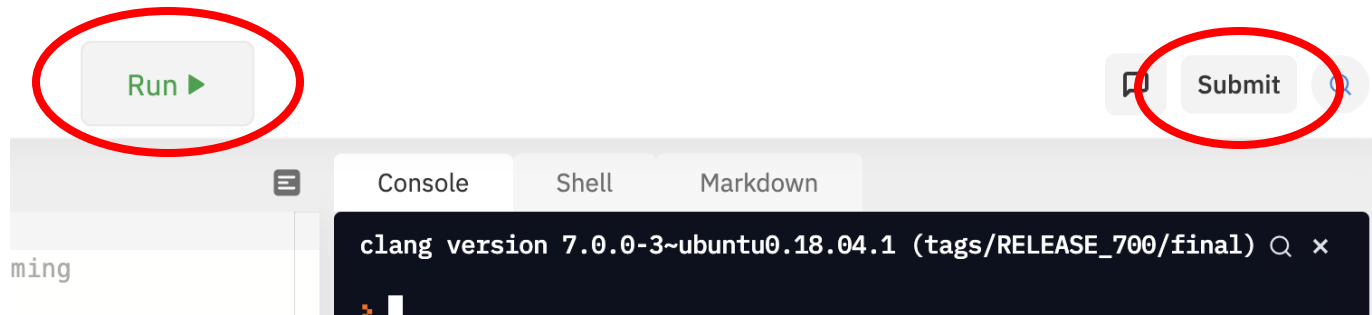 Run
Submit
Console Shell Markdown
clang version 7.0.0-3~ubuntu0.18.04.1 (tags/RELEASE_700/final)
ming